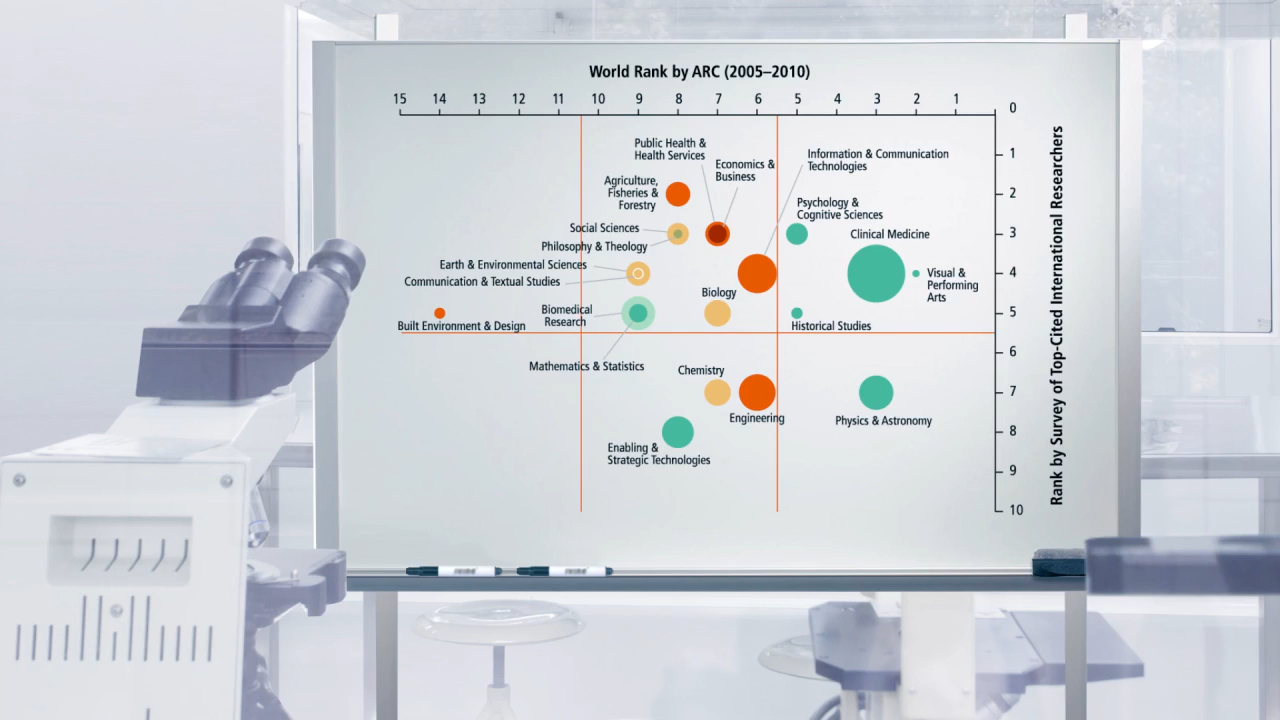 World Rank by ARC (2005–2010)
15 14 13 12 11 10 9 8 7 6 5 4 3 2 1 0
Public Health &
Health Services
Economics &
Business
Information & Communication
Technologies
1
Agriculture,
Fisheries &
Forestry
2
Psychology &
Cognitive Sciences
Social Sciences
Philosophy & Theology
Clinical Medicine
3
Earth & Environmental Sciences
Communication & Textual Studies
Visual &
Performing
Arts
4
Biology
Biomedical
Research
5
Built Environment & Design
Historical Studies
Mathematics & Statistics
6
Chemistry
7
Engineering
Physics & Astronomy
8
Enabling &
Strategic Technologies
9
10
Rank by Survey of Top-Cited International Researchers